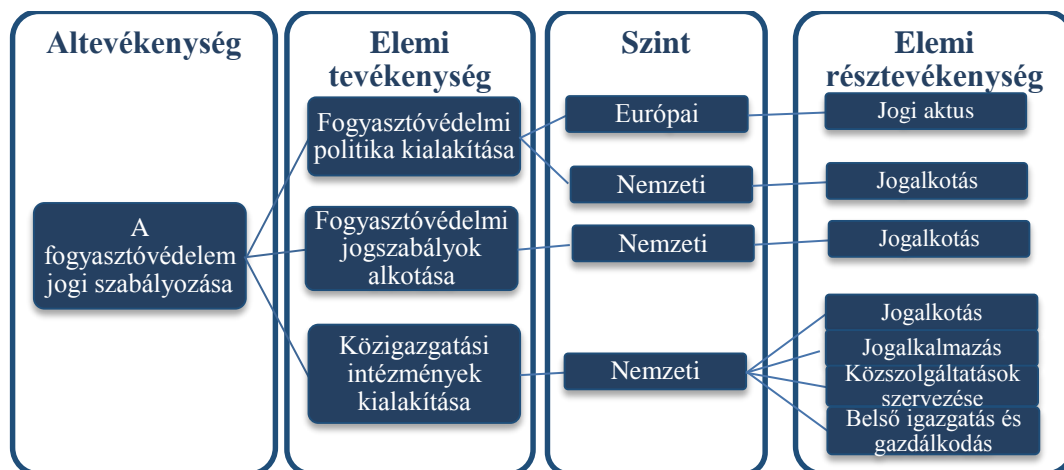 Altevékenység
A
fogyasztóvédelem
jogi szabályozása
Elemi
tevékenység
Fogyasztóvédelmi
politika kialakítása
Fogyasztóvédelmi
jogszabályok
alkotása
Közigazgatási
intézmények
kialakítása
Szint
Európai
Nemzeti
Nemzeti
Nemzeti
Elemi
résztevékenység
Jogi aktus
Jogalkotás
Jogalkotás
Jogalkotás
Jogalkalmazás
Közszolgáltatások
szervezése
Belső igazgatás és
gazdálkodás